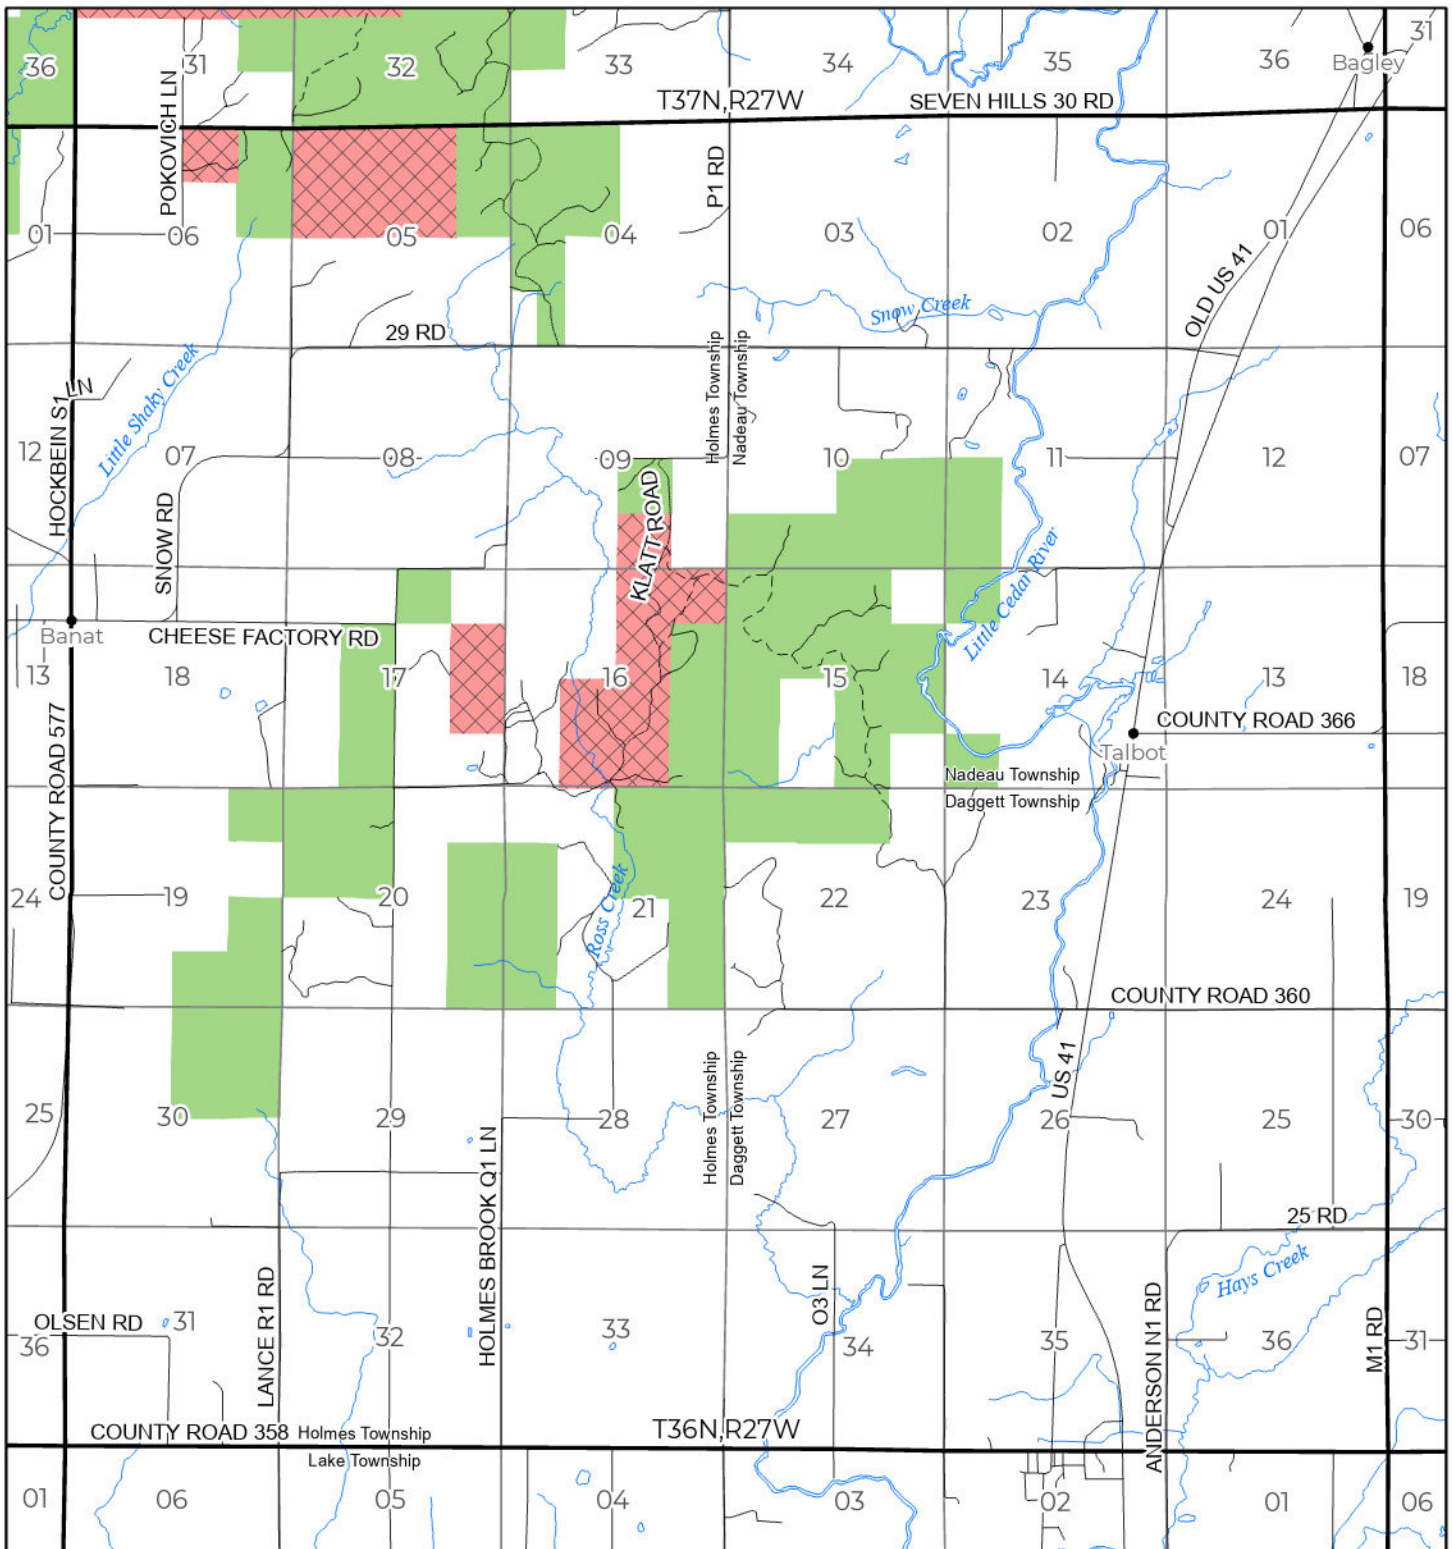 31
36
31
32
33
34
35
36
Bagley
T37N,R27W
SEVEN HILLS 30 RD
POKOVICH LN
P1 RD
01
06
05
04
03
02
01
06
OLD US 41
Snow Creek
29 RD
Little Shaky Creek
Holmes Township
Nadeau Township
HOCKBEIN S1 LN
12
07
08
09
10
11
12
07
KLATT ROAD
SNOW RD
Little Cedar River
Banat
CHEESE FACTORY RD
13
18
17
16
15
14
13
18
COUNTY ROAD 577
COUNTY ROAD 366
Talbot
Nadeau Township
Daggett Township
24
19
20
21
22
23
24
19
Ross Creek
COUNTY ROAD 360
US 41
Holmes Township
Daggett Township
25
30
29
28
27
26
25
30
HOLMES BROOK Q1 LN
25 RD
Hays Creek
LANCE R1 RD
O3 LN
ANDERSON N1 RD
M1 RD
OLSEN RD
36
31
32
33
34
35
36
31
COUNTY ROAD 358
Holmes Township
Lake Township
T36N,R27W
01
06
05
04
03
02
01
06